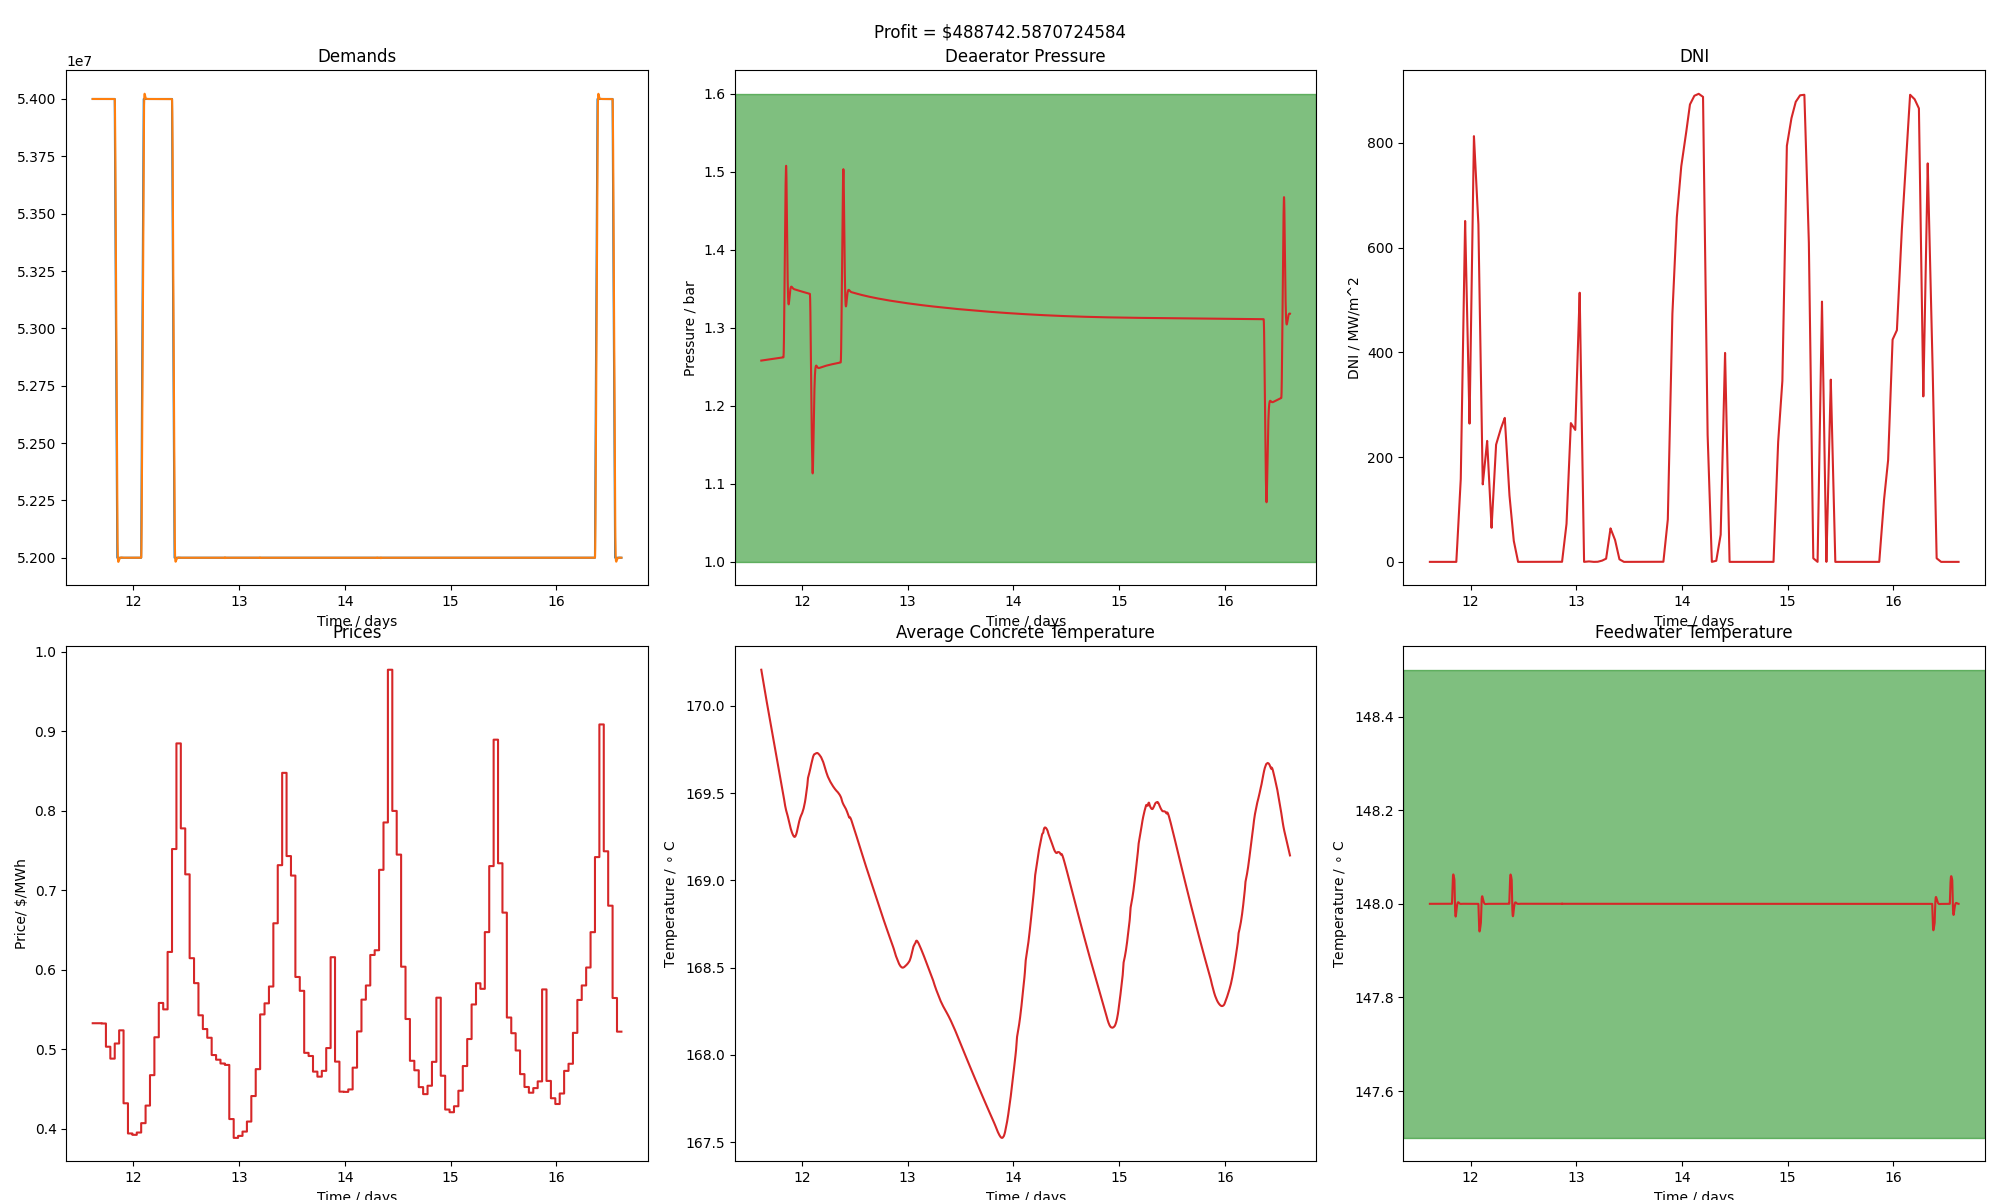 Profit = $488742.5870724584
Demands
1e7
5.400
5.375
5.350
5.325
5.300
5.275
5.250
5.225
5.200
12 13 14 15 16
Time / days
Deaerator Pressure
Pressure / bar
1.6
1.5
1.4
1.3
1.2
1.1
1.0
12 13 14 15 16
Time / days
DNI
DNI / MW/m^2
800
600
400
200
0
12 13 14 15 16
Time / days
Prices
Price/ $/MWh
1.0
0.9
0.8
0.7
0.6
0.5
0.4
12 13 14 15 16
Time / days
Average Concrete Temperature
Temperature / ∘ C
170.0
169.5
169.0
168.5
168.0
167.5
12 13 14 15 16
Time / days
Feedwater Temperature
Temperature / ∘ C
148.4
148.2
148.0
147.8
147.6
12 13 14 15 16
Time / days